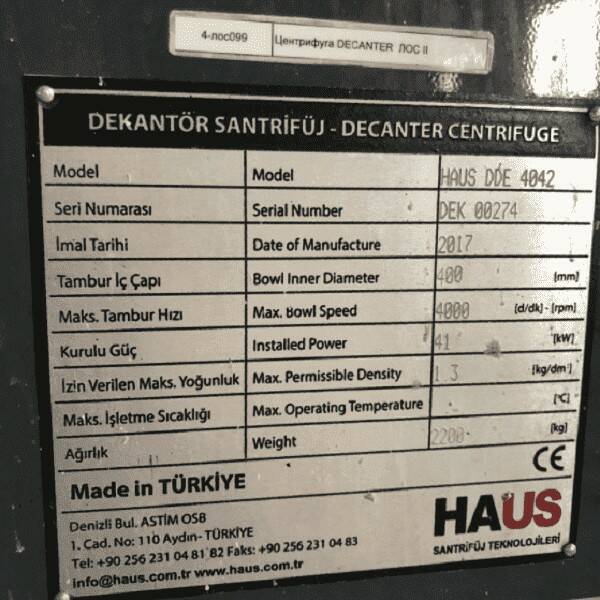 4-лос099 Центрифуга DECANTER ЛОС II
DEKANTÖR SANTRİFÜJ - DECANTER CENTRIFUGE
Model Model HAUS DDE 4042
Seri Numarası Serial Number DEK 00274
İmal Tarihi Date of Manufacture 2017
Tambur İç Çapı Bowl Inner Diameter 400 [mm]
Maks. Tambur Hızı Max. Bowl Speed 4000 [d/dk] - [rpm]
Kurulu Güç Installed Power 41 [kW]
İzin Verilen Maks. Yoğunluk Max. Permissible Density 1.3 [kg/dm³]
Maks. İşletme Sıcaklığı Max. Operating Temperature [°C]
Ağırlık Weight 2200 [kg]
Made in TÜRKİYE CE
Denizli Bul. ASTİM OSB
1. Cad. No: 110 Aydın- TÜRKİYE
Tel: +90 256 231 04 81 82 Faks: +90 256 231 04 83
info@haus.com.tr www.haus.com.tr
HAUS
SANTRİFÜJ TEKNOLOJİLERİ